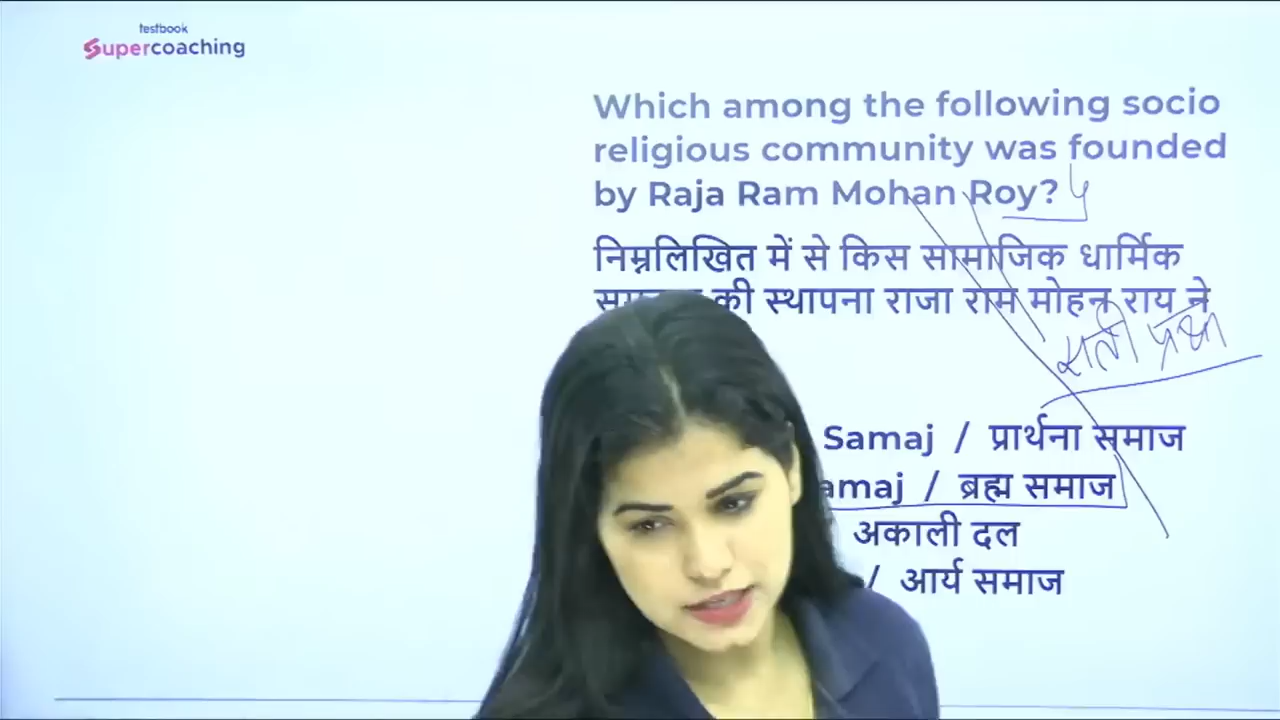 testbook
Supercoaching
Which among the following socio
religious community was founded
by Raja Ram Mohan Roy?
निम्नलिखित में से किस सामाजिक धार्मिक
की स्थापना राजा राम मोहन राय ने
सती प्रथा
Samaj / प्रार्थना समाज
amaj / ब्रह्म समाज
अकाली दल
/ आर्य समाज